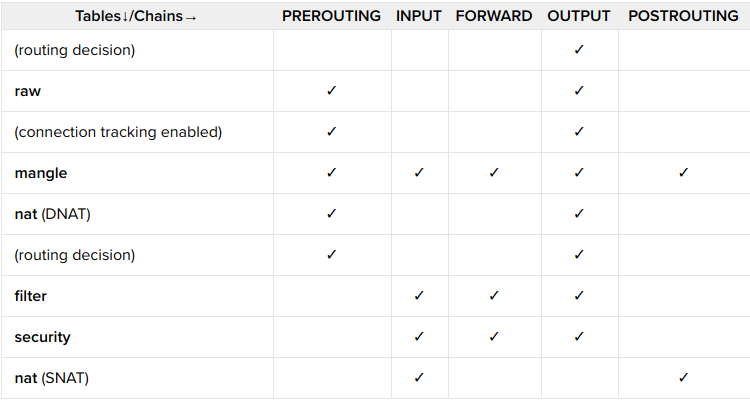 Tables↓/Chains→ PREROUTING INPUT FORWARD OUTPUT POSTROUTING
(routing decision) ✓
raw ✓ ✓
(connection tracking enabled) ✓ ✓
mangle ✓ ✓ ✓ ✓ ✓
nat (DNAT) ✓ ✓
(routing decision) ✓ ✓
filter ✓ ✓ ✓
security ✓ ✓ ✓
nat (SNAT) ✓ ✓